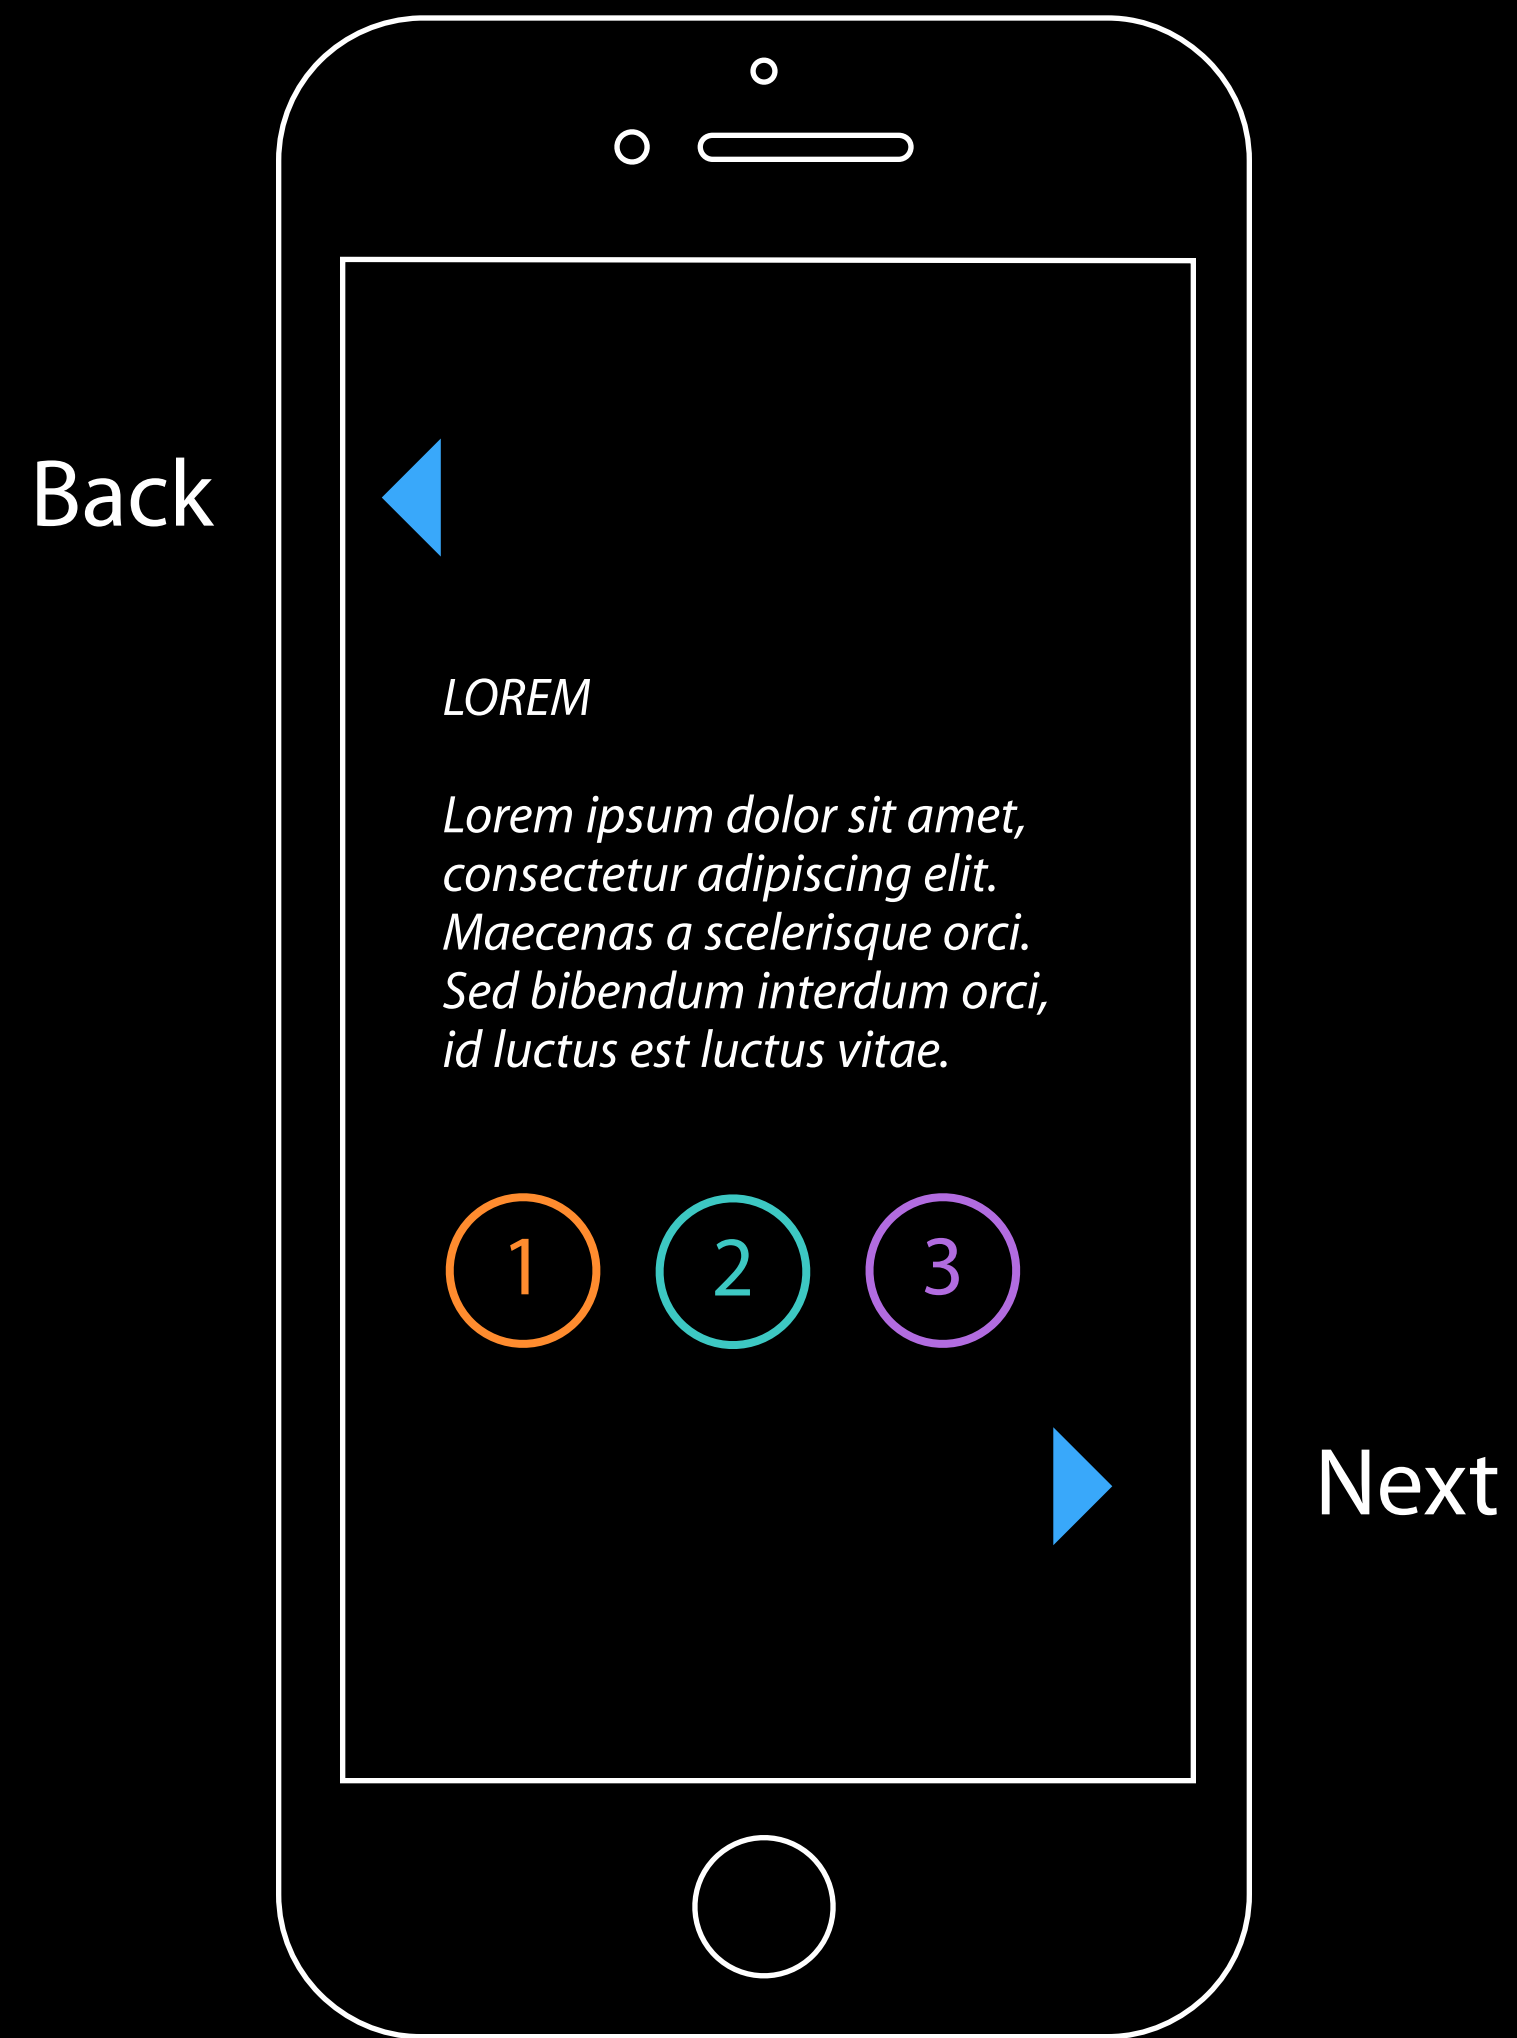 Back
LOREM
Lorem ipsum dolor sit amet,
consectetur adipiscing elit.
Maecenas a scelerisque orci.
Sed bibendum interdum orci,
id luctus est luctus vitae.
1 2 3
Next